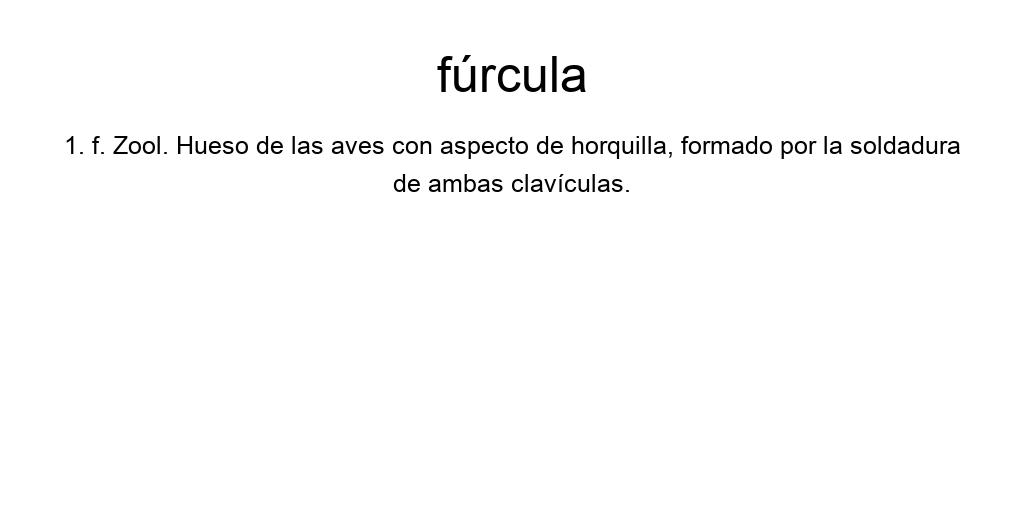 fúrcula
1. f. Zool. Hueso de las aves con aspecto de horquilla, formado por la soldadura
de ambas clavículas.